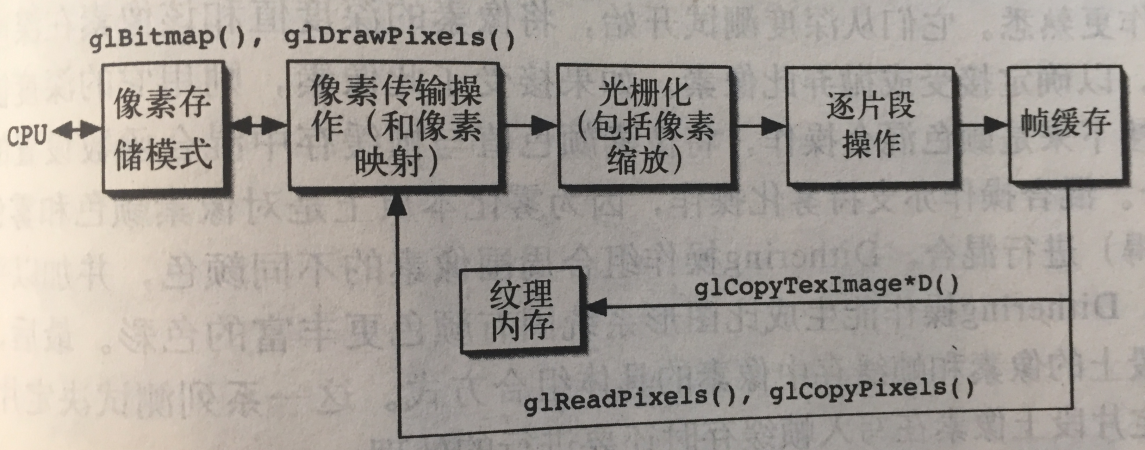 glBitmap(), glDrawPixels()
CPU
像素存
储模式
像素传输操
作（和像素
映射）
光栅化
（包括像素
缩放）
逐片段
操作
帧缓存
纹理
内存
glCopyTexImage*D()
glReadPixels(), glCopyPixels()